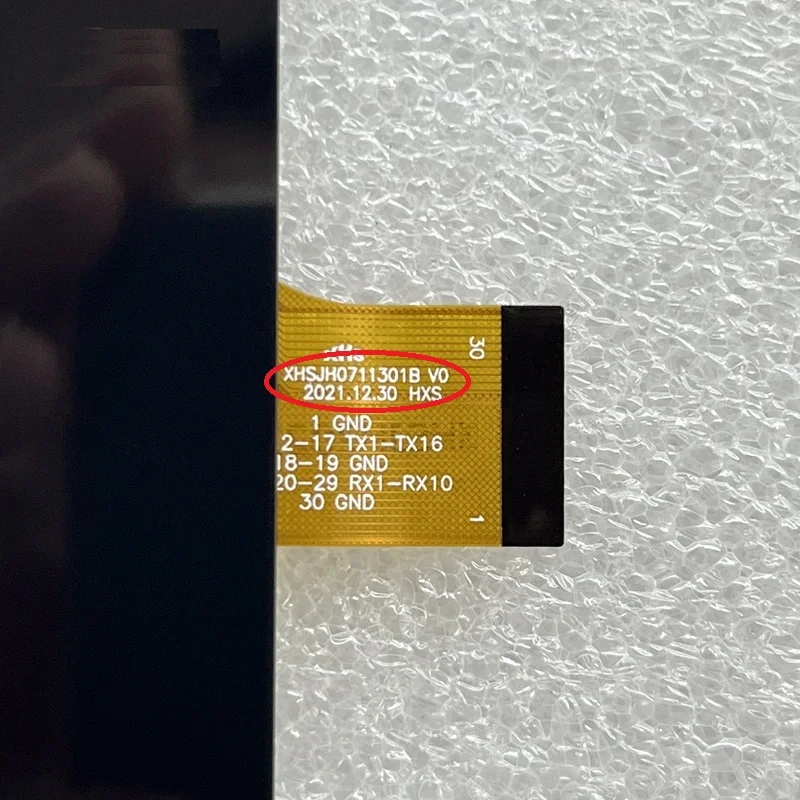 XHS
XHSJH0711301B V0
2021.12.30 HXS
1 GND
2-17 TX1-TX16
18-19 GND
20-29 RX1-RX10
30 GND
30
1